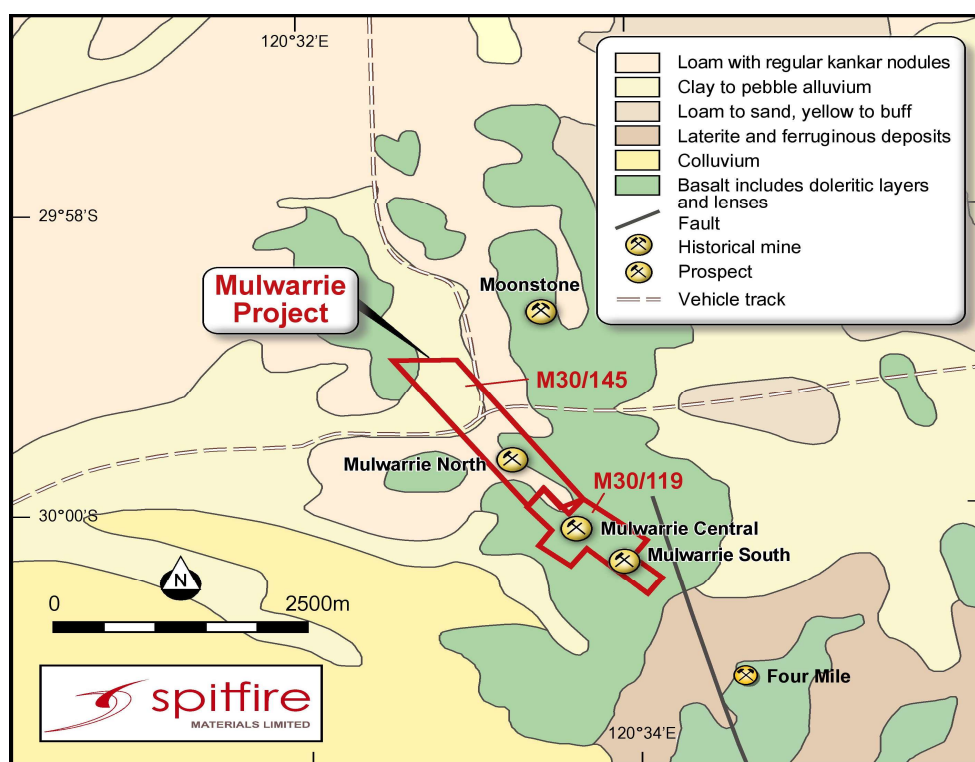 120°32'E
Loam with regular kankar nodules
Clay to pebble alluvium
Loam to sand, yellow to buff
Laterite and ferruginous deposits
Colluvium
Basalt includes doleritic layers
and lenses
Fault
Historical mine
Prospect
Vehicle track
29°58'S
Mulwarrie
Project
Moonstone
M30/145
Mulwarrie North
M30/119
30°00'S
Mulwarrie Central
Mulwarrie South
N
0 2500m
Four Mile
spitfire
MATERIALS LIMITED
120°34'E